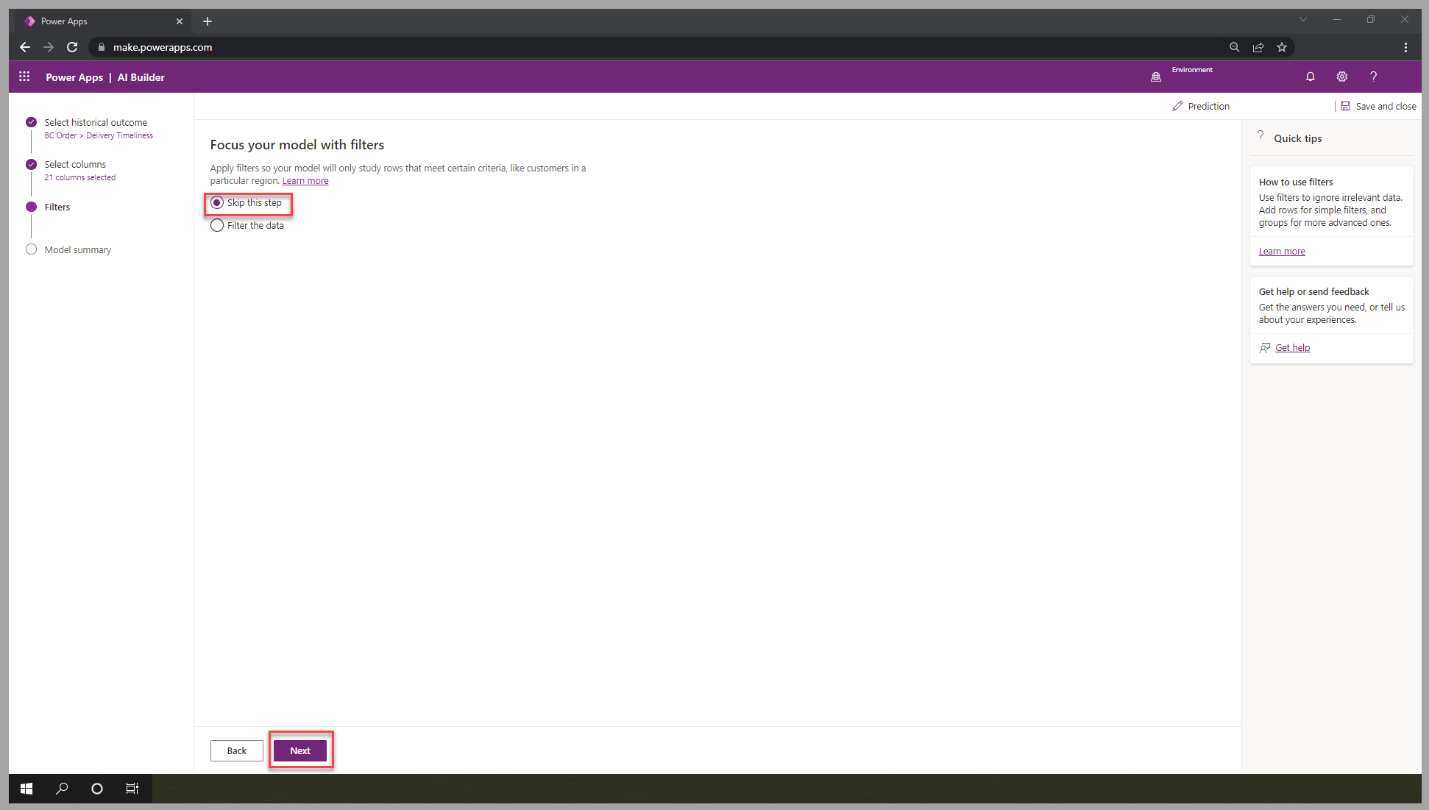 Power Apps
make.powerapps.com
Power Apps | AI Builder
Environment
Prediction
Save and close
Select historical outcome
BC Order > Delivery Timeliness
Select columns
21 columns selected
Filters
Model summary
Focus your model with filters
Apply filters so your model will only study rows that meet certain criteria, like customers in a
particular region. Learn more
Skip this step
Filter the data
Back
Next
Quick tips
How to use filters
Use filters to ignore irrelevant data.
Add rows for simple filters, and
groups for more advanced ones.
Learn more
Get help or send feedback
Get the answers you need, or tell us
about your experiences.
Get help